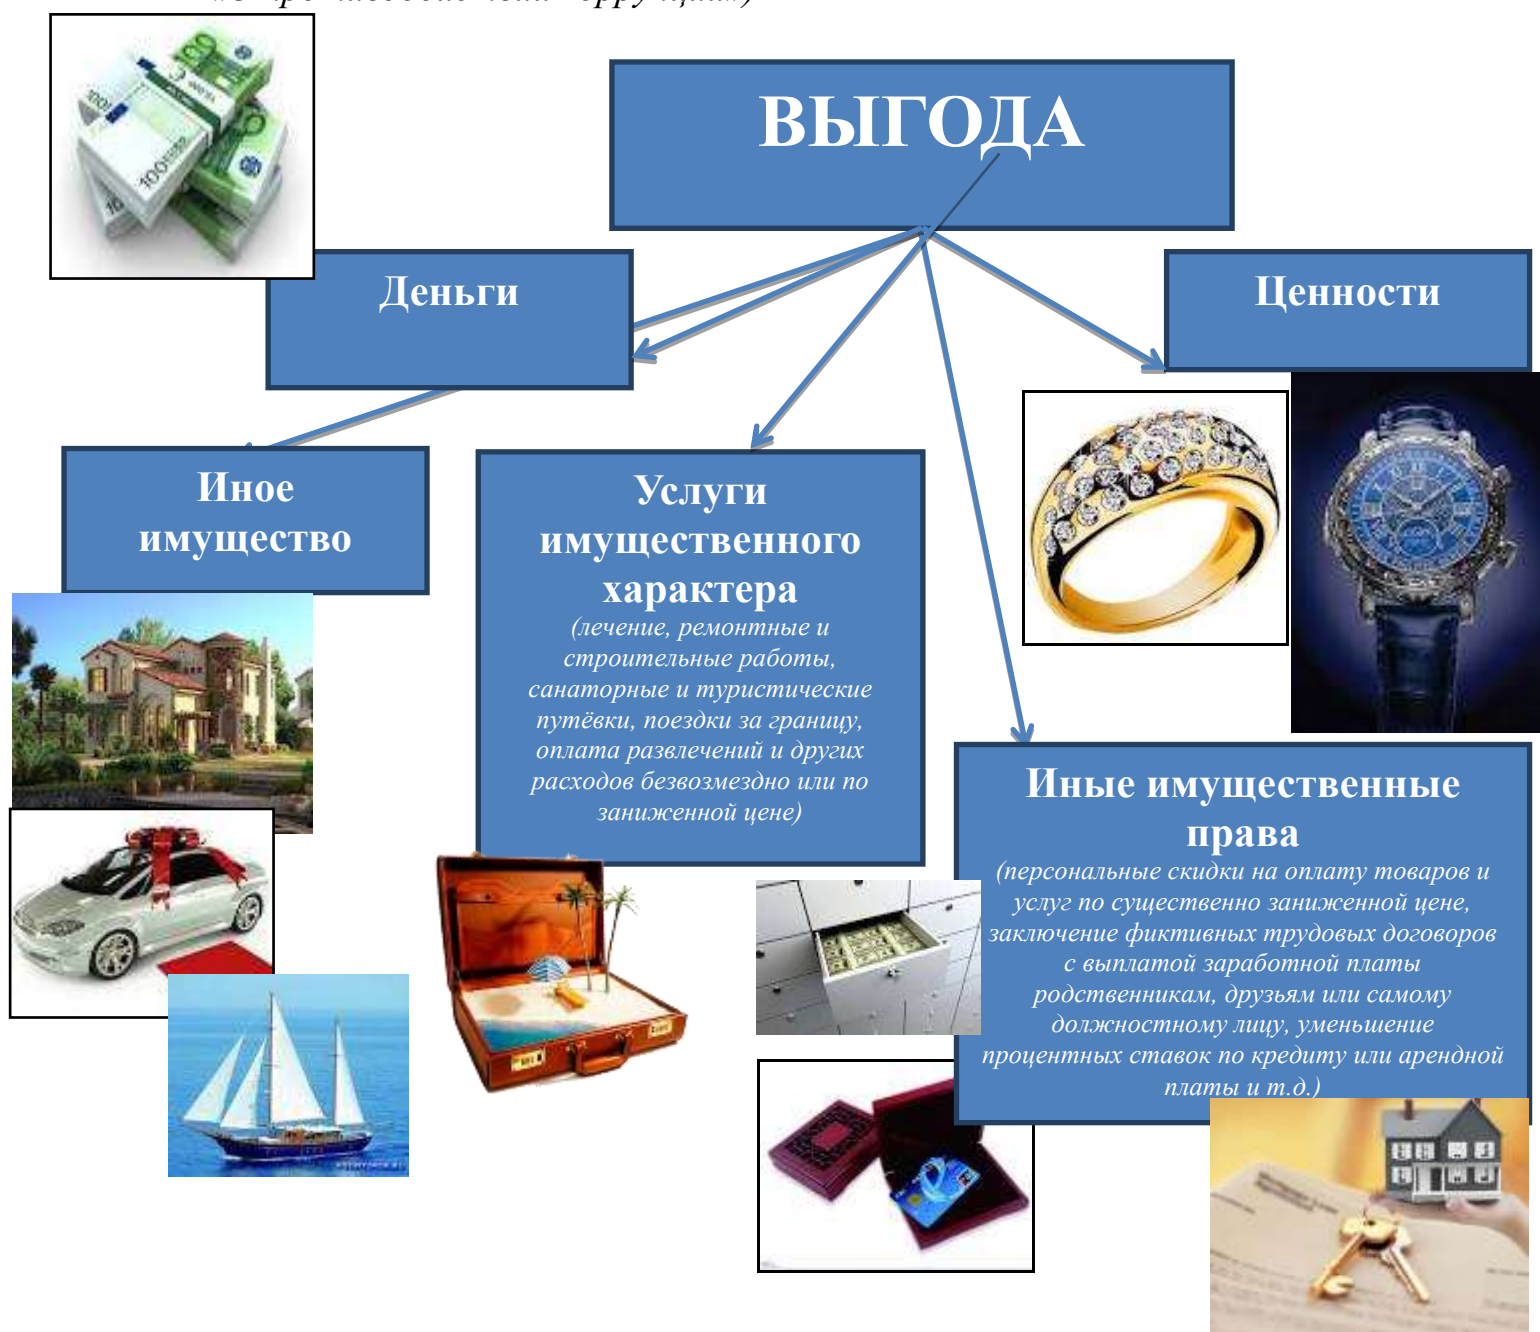 ВЫГОДА
Деньги
Ценности
Иное
имущество
Услуги
имущественного
характера
(лечение, ремонтные и
строительные работы,
санаторные и туристические
путёвки, поездки за границу,
оплата развлечений и других
расходов безвозмездно или по
заниженной цене)
Иные имущественные
права
(персональные скидки на оплату товаров и
услуг по существенно заниженной цене,
заключение фиктивных трудовых договоров
с выплатой заработной платы
родственникам, друзьям или самому
должностному лицу, уменьшение
процентных ставок по кредиту или арендной
платы и т.д.)